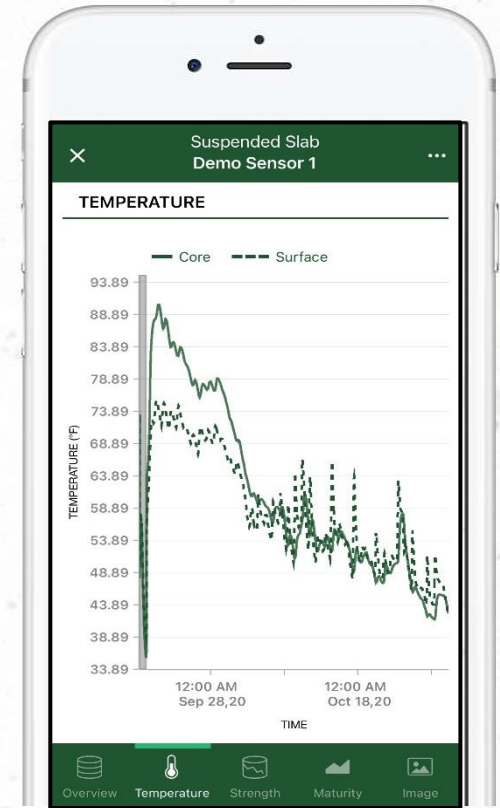 Suspended Slab
Demo Sensor 1
TEMPERATURE
Core Surface
93.89
88.89
83.89
78.89
73.89
68.89
63.89
58.89
53.89
48.89
43.89
38.89
33.89
TEMPERATURE (°F)
12:00 AM 12:00 AM
Sep 28,20 Oct 18,20
TIME
Overview Temperature Strength Maturity Image